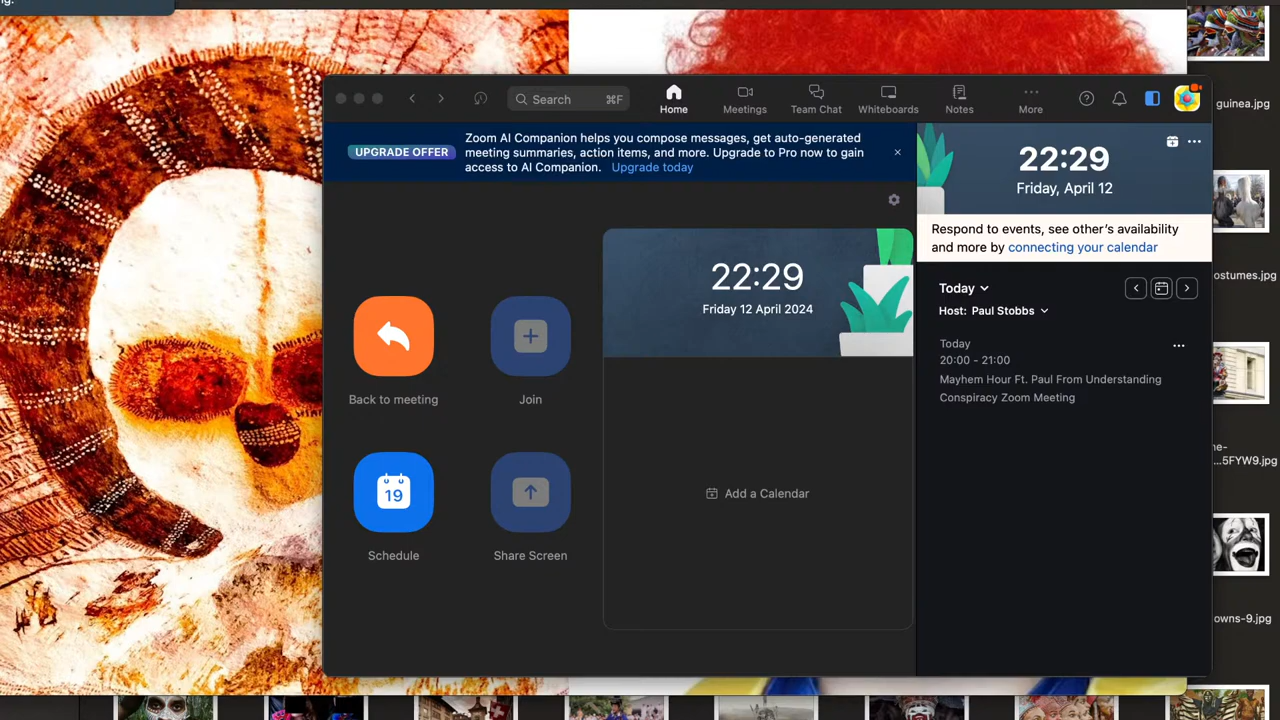 ng.
Search ⌘F
Home
Meetings
Team Chat
Whiteboards
Notes
More
UPGRADE OFFER
Zoom AI Companion helps you compose messages, get auto-generated
meeting summaries, action items, and more. Upgrade to Pro now to gain
access to AI Companion. Upgrade today
22:29
Friday, April 12
Respond to events, see other's availability
and more by connecting your calendar
22:29
Friday 12 April 2024
Today
Host: Paul Stobbs
Today
20:00 - 21:00
Mayhem Hour Ft. Paul From Understanding
Conspiracy Zoom Meeting
Back to meeting
Join
19
Schedule
Share Screen
Add a Calendar
guinea.jpg
ostumes.jpg
ne-
...5FYW9.jpg
owns-9.jpg